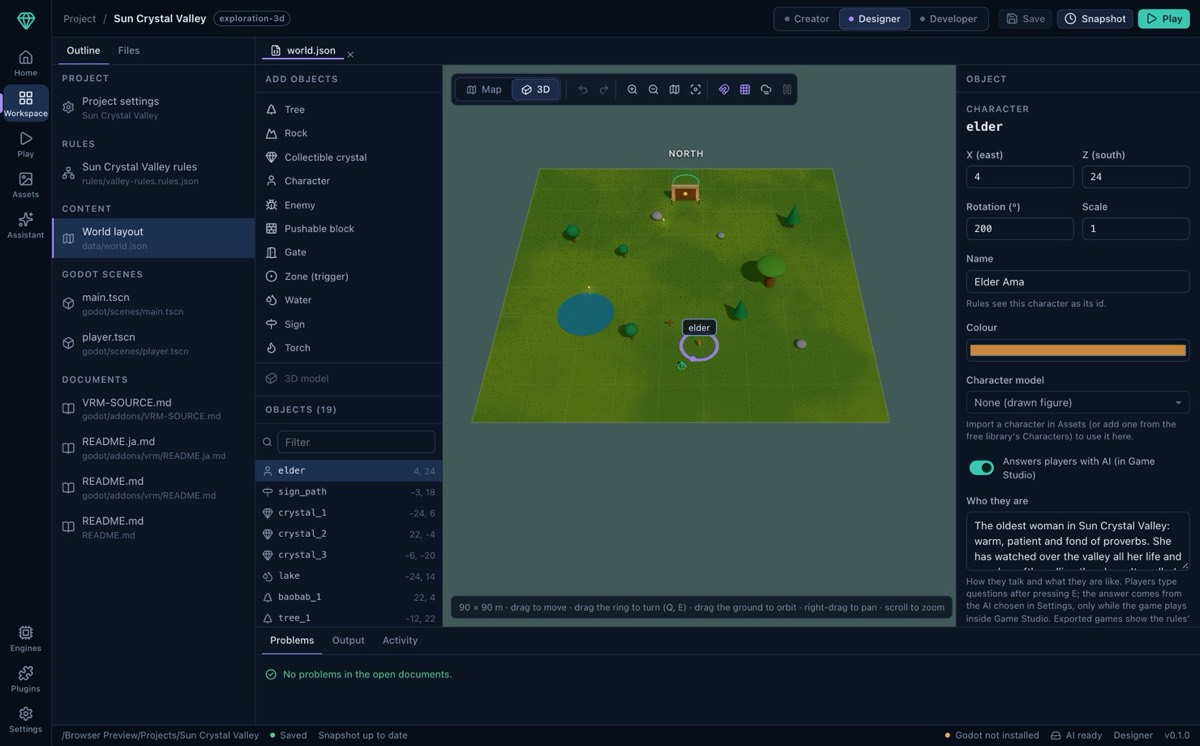 Project / Sun Crystal Valley exploration-3d
Creator Designer Developer
Save Snapshot Play
Home
Workspace
Play
Assets
Assistant
Engines
Plugins
Settings
Outline Files
PROJECT
Project settings
Sun Crystal Valley
RULES
Sun Crystal Valley rules
rules/valley-rules.rules.json
CONTENT
World layout
data/world.json
GODOT SCENES
main.tscn
godot/scenes/main.tscn
player.tscn
godot/scenes/player.tscn
DOCUMENTS
VRM-SOURCE.md
godot/addons/VRM-SOURCE.md
README.ja.md
godot/addons/vrm/README.ja.md
README.md
godot/addons/vrm/README.md
README.md
README.md
world.json
ADD OBJECTS
Tree
Rock
Collectible crystal
Character
Enemy
Pushable block
Gate
Zone (trigger)
Water
Sign
Torch
3D model
OBJECTS (19)
Filter
elder 4, 24
sign_path -3, 18
crystal_1 -24, 6
crystal_2 22, -4
crystal_3 -6, -20
lake -24, 14
baobab_1 22, 4
tree_1 -12, 22
Map 3D
NORTH
elder
90 × 90 m · drag to move · drag the ring to turn (Q, E) · drag the ground to orbit · right-drag to pan · scroll to zoom
OBJECT
CHARACTER
elder
X (east) Z (south)
4 24
Rotation (°) Scale
200 1
Name
Elder Ama
Rules see this character as its id.
Colour
Character model
None (drawn figure)
Import a character in Assets (or add one from the
free library's Characters) to use it here.
Answers players with AI (in Game
Studio)
Who they are
The oldest woman in Sun Crystal Valley:
warm, patient and fond of proverbs. She
has watched over the valley all her life and
How they talk and what they are like. Players type
questions after pressing E; the answer comes from
the AI chosen in Settings, only while the game plays
inside Game Studio. Exported games show the rules'
Problems Output Activity
No problems in the open documents.
/Browser Preview/Projects/Sun Crystal Valley Saved Snapshot up to date
Godot not installed AI ready Designer v0.1.0